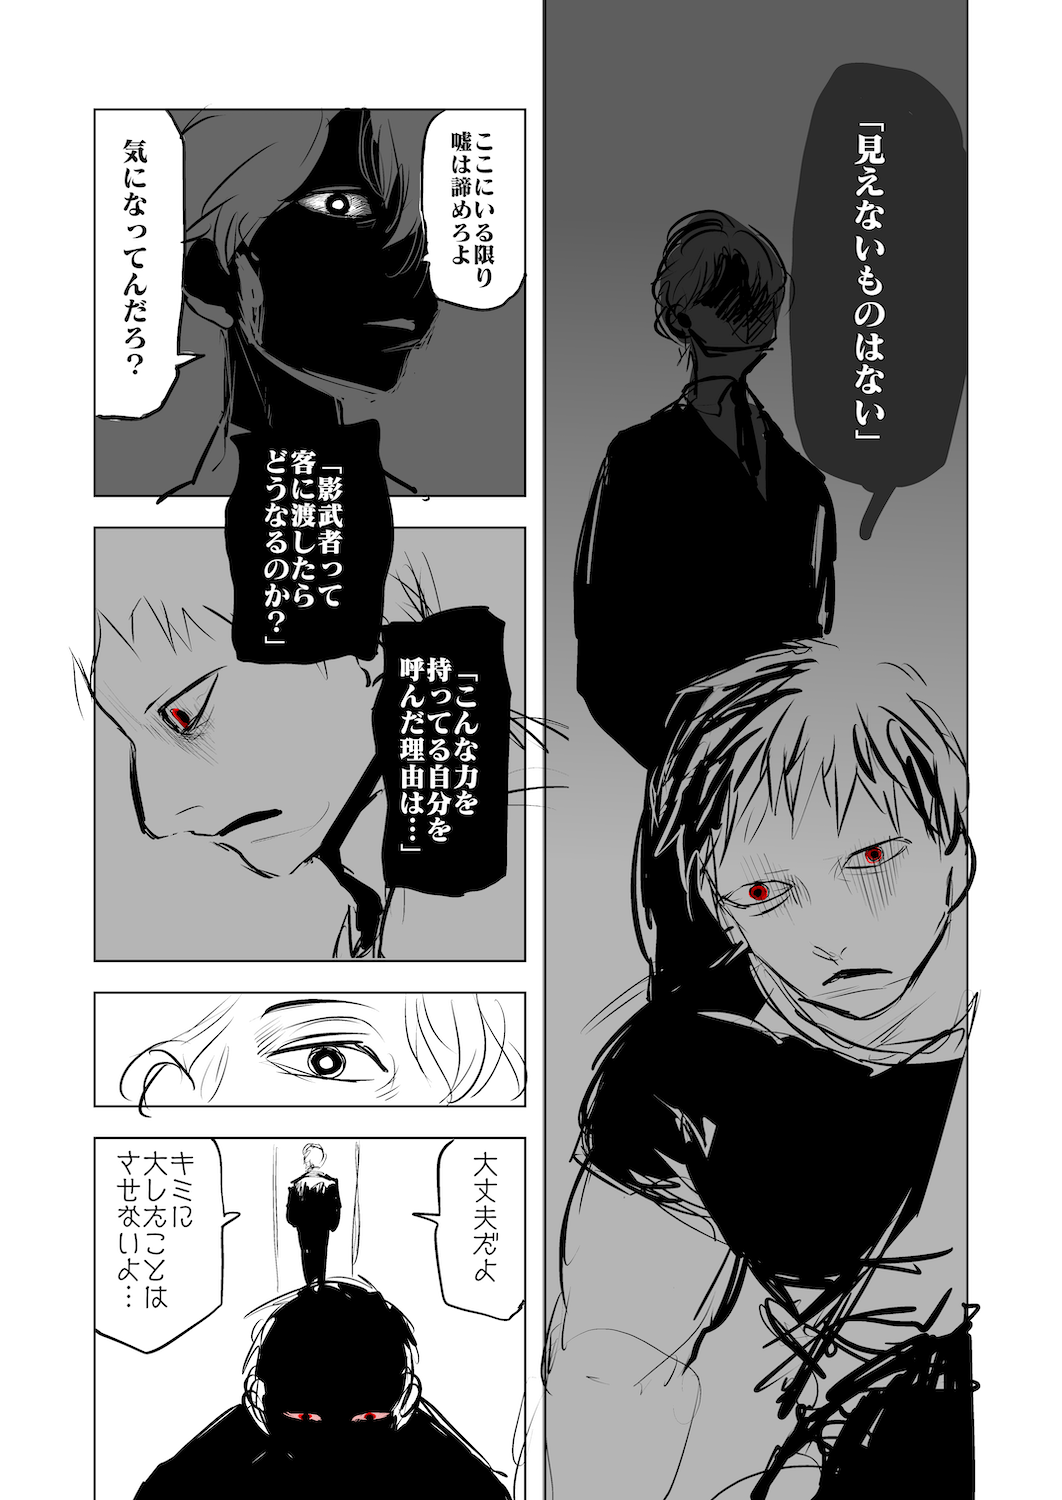 「見えないものはない」
ここにいる限り
嘘は諦めろよ
気になってんだろ？
「影武者って
客に渡したら
どうなるのか？」
「こんな力を
持ってる自分を
呼んだ理由は…」
大丈夫だよ
キミに
大したことは
させないよ…